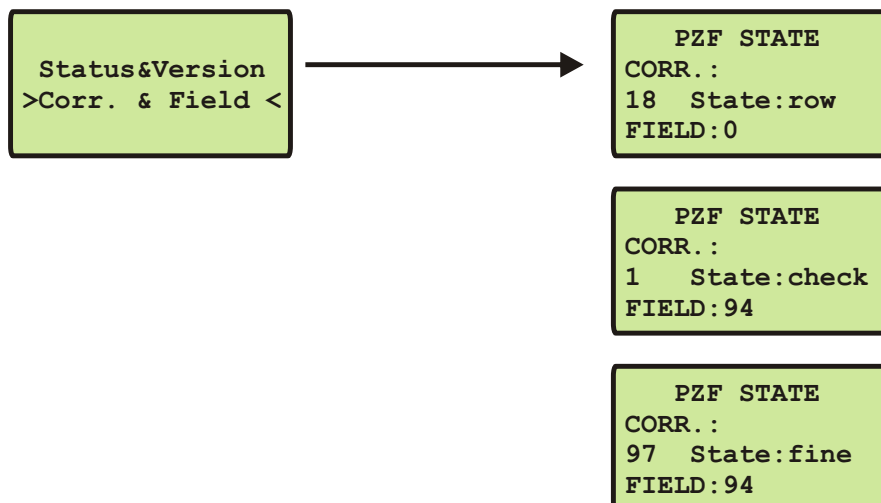 Status&Version
>Corr. & Field <
PZF STATE
CORR.:
18 State:row
FIELD:0
PZF STATE
CORR.:
1 State:check
FIELD:94
PZF STATE
CORR.:
97 State:fine
FIELD:94